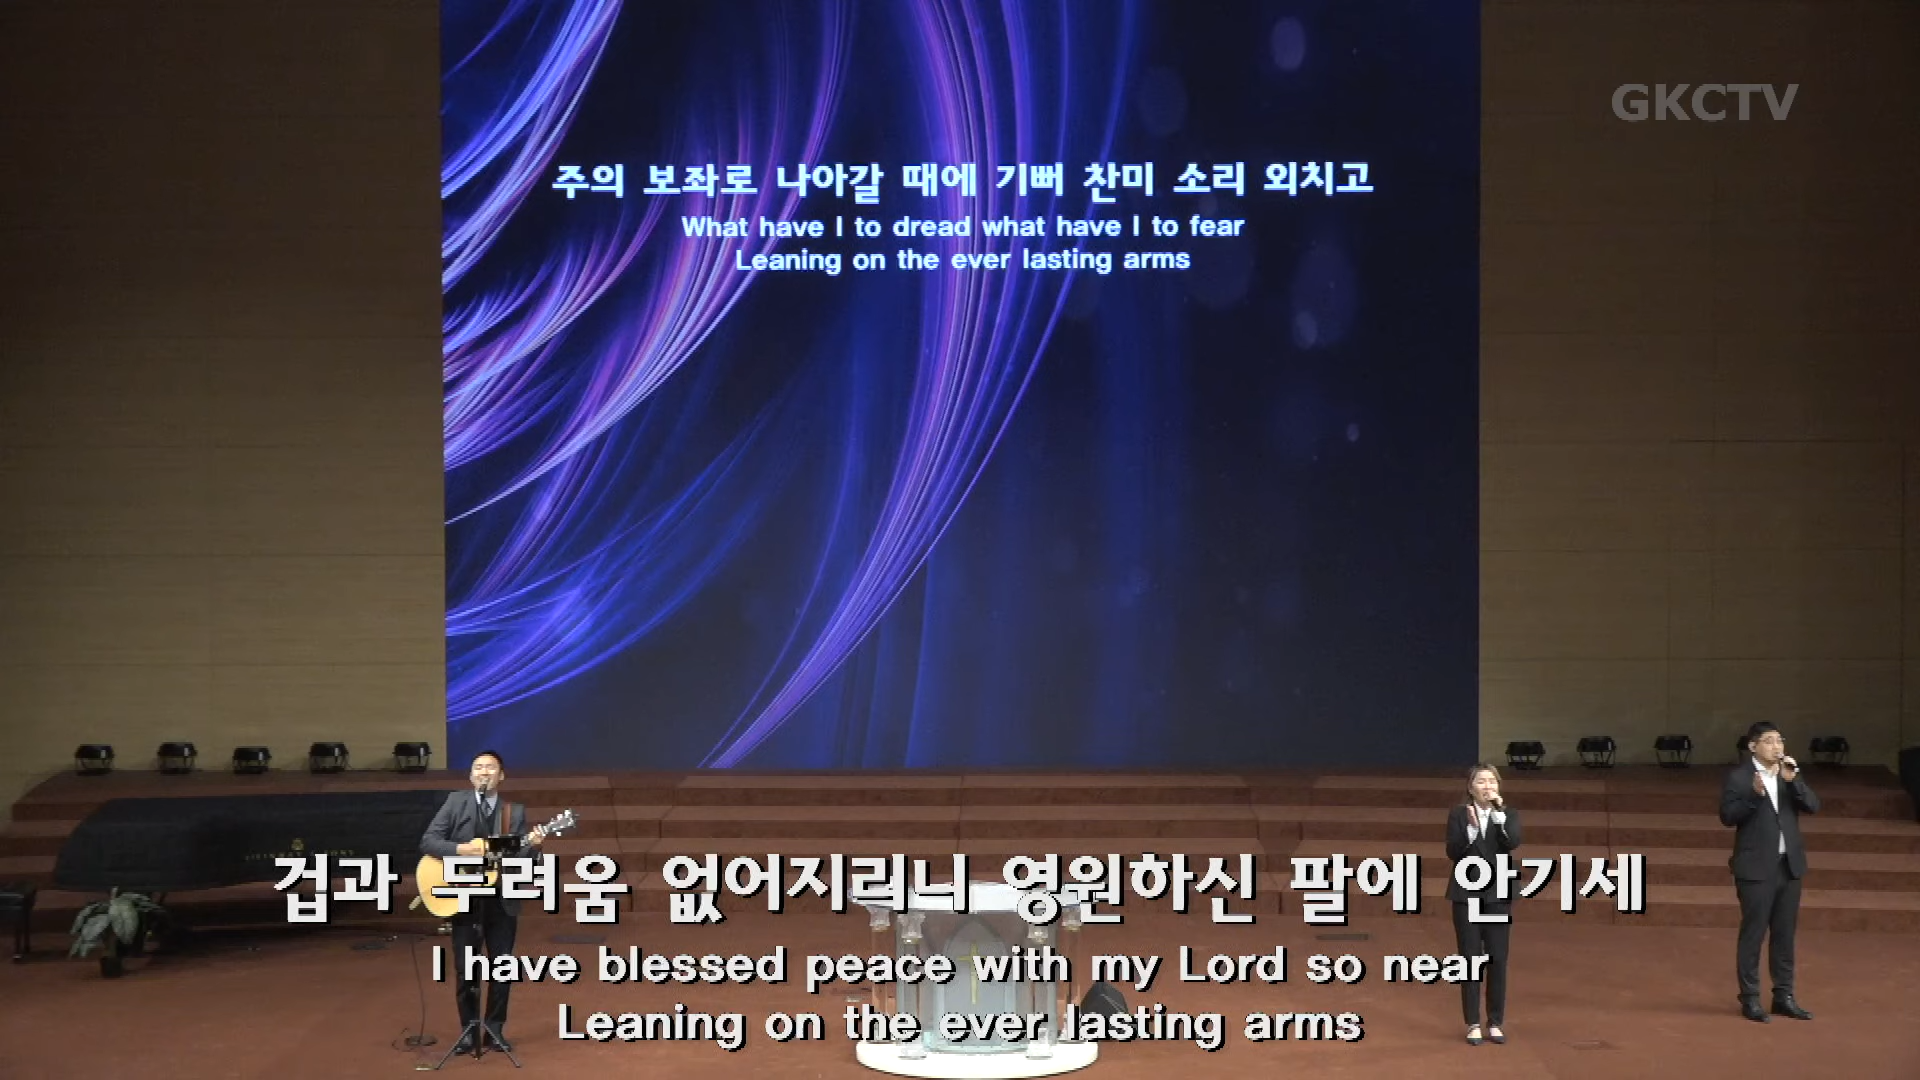 GKCTV
주의 보좌로 나아갈 때에 기뻐 찬미 소리 외치고
What have I to dread what have I to fear
Leaning on the ever lasting arms
겁과 두려움 없어지리니 영원하신 팔에 안기세
I have blessed peace with my Lord so near
Leaning on the ever lasting arms